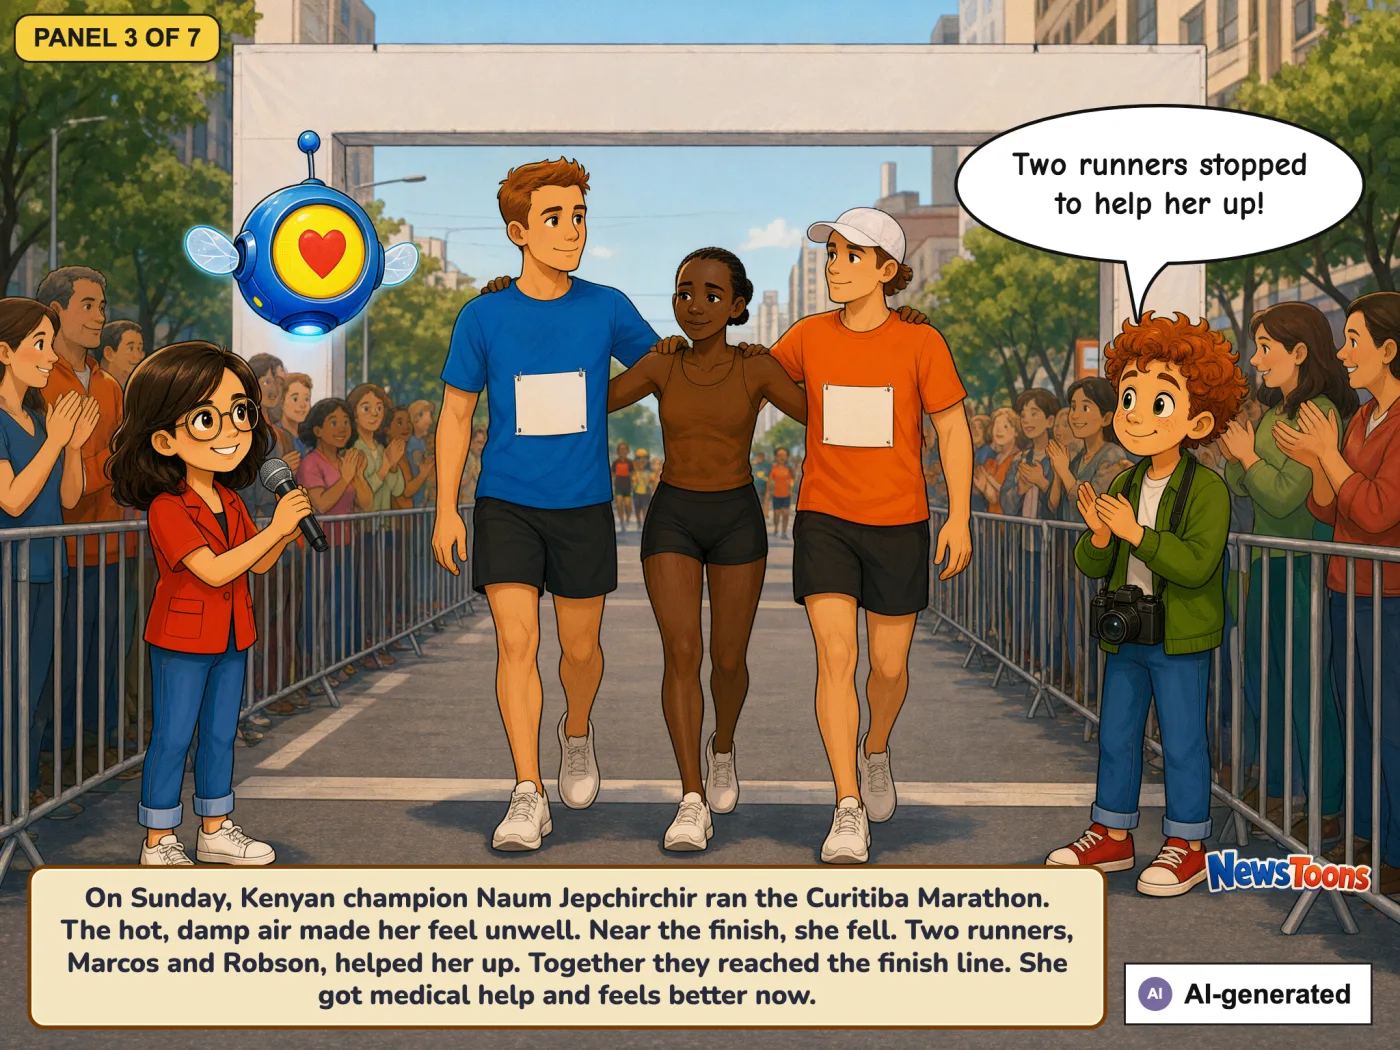 PANEL 3 OF 7
Two runners stopped
to help her up!
NEWSTOONS
On Sunday, Kenyan champion Naum Jepchirchir ran the Curitiba Marathon.
The hot, damp air made her feel unwell. Near the finish, she fell. Two runners,
Marcos and Robson, helped her up. Together they reached the finish line. She
got medical help and feels better now.
AI AI-generated